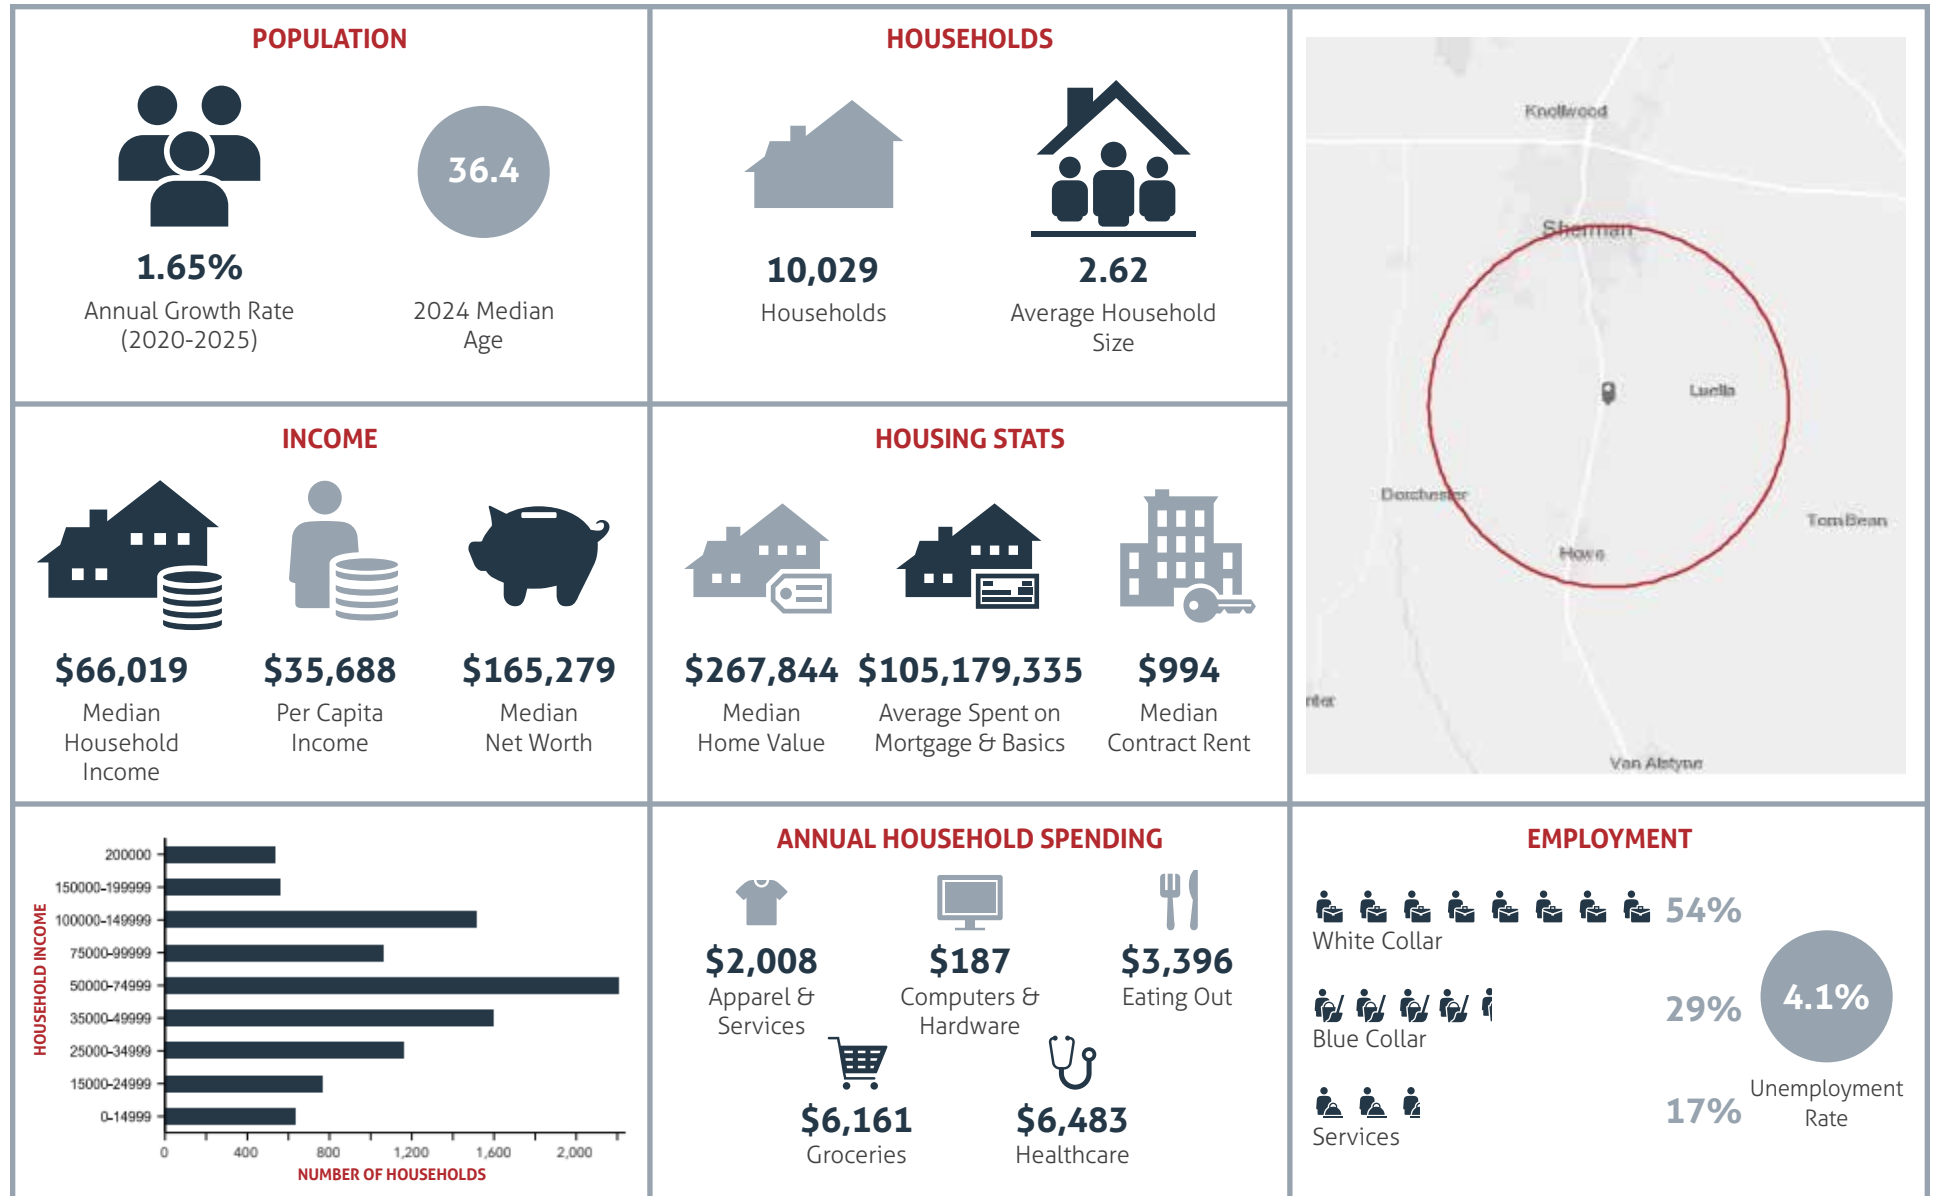 POPULATION
36.4
1.65%
Annual Growth Rate
(2020-2025)
2024 Median
Age
HOUSEHOLDS
10,029
Households
2.62
Average Household
Size
Knollwood
Sherman
Luella
Dorchester
Tom Bean
Howe
nter
Van Alstyne
INCOME
$66,019
Median
Household
Income
$35,688
Per Capita
Income
$165,279
Median
Net Worth
HOUSING STATS
$267,844
Median
Home Value
$105,179,335
Average Spent on
Mortgage & Basics
$994
Median
Contract Rent
HOUSEHOLD INCOME
200000
150000-199999
100000-149999
75000-99999
50000-74999
35000-49999
25000-34999
15000-24999
0-14999
0 400 800 1,200 1,600 2,000
NUMBER OF HOUSEHOLDS
ANNUAL HOUSEHOLD SPENDING
$2,008
Apparel &
Services
$187
Computers &
Hardware
$3,396
Eating Out
$6,161
Groceries
$6,483
Healthcare
EMPLOYMENT
54%
White Collar
29%
Blue Collar
17%
Services
4.1%
Unemployment
Rate